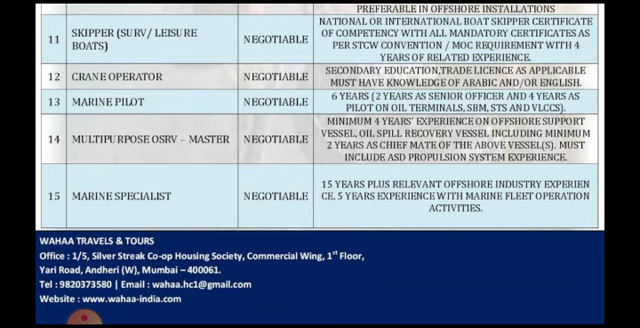 PREFERABLE IN OFFSHORE INSTALLATIONS
11 SKIPPER (SURV/ LEISURE BOATS) NEGOTIABLE NATIONAL OR INTERNATIONAL BOAT SKIPPER CERTIFICATE
OF COMPETENCY WITH ALL MANDATORY CERTIFICATES AS
PER STCW CONVENTION / MOC REQUIREMENT WITH 4
YEARS OF RELATED EXPERIENCE.
12 CRANE OPERATOR NEGOTIABLE SECONDARY EDUCATION,TRADE LICENCE AS APPLICABLE
MUST HAVE KNOWLEDGE OF ARABIC AND/OR ENGLISH.
13 MARINE PILOT NEGOTIABLE 6 YEARS (2 YEARS AS SENIOR OFFICER AND 4 YEARS AS
PILOT ON OIL TERMINALS, SBM, STS AND VLCCS).
14 MULTIPURPOSE OSRV – MASTER NEGOTIABLE MINIMUM 4 YEARS' EXPERIENCE ON OFFSHORE SUPPORT
VESSEL, OIL SPILL RECOVERY VESSEL INCLUDING MINIMUM
2 YEARS AS CHIEF MATE OF THE ABOVE VESSEL(S). MUST
INCLUDE ASD PROPULSION SYSTEM EXPERIENCE.
15 MARINE SPECIALIST NEGOTIABLE 15 YEARS PLUS RELEVANT OFFSHORE INDUSTRY EXPERIEN
CE, 5 YEARS EXPERIENCE WITH MARINE FLEET OPERATION
ACTIVITIES.
WAHAA TRAVELS & TOURS
Office : 1/5, Silver Streak Co-op Housing Society, Commercial Wing, 1st Floor,
Yari Road, Andheri (W), Mumbai – 400061.
Tel : 9820373580 | Email : wahaa.hc1@gmail.com
Website : www.wahaa-india.com